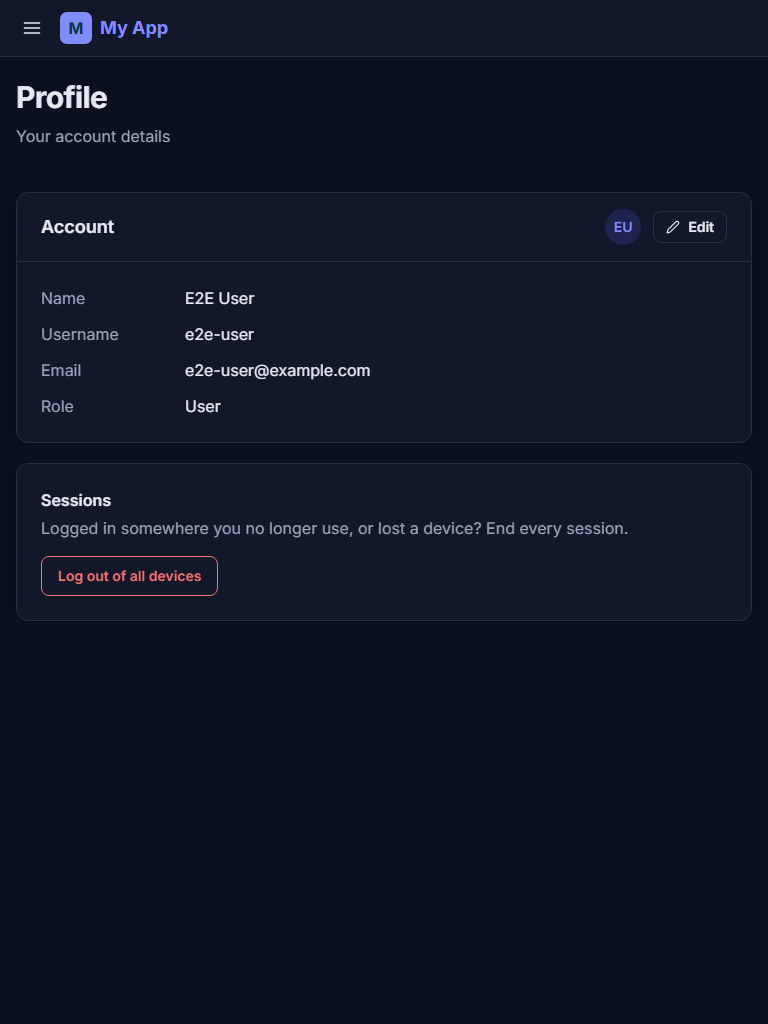 M My App
Profile
Your account details
Account EU Edit
Name E2E User
Username e2e-user
Email e2e-user@example.com
Role User
Sessions
Logged in somewhere you no longer use, or lost a device? End every session.
Log out of all devices